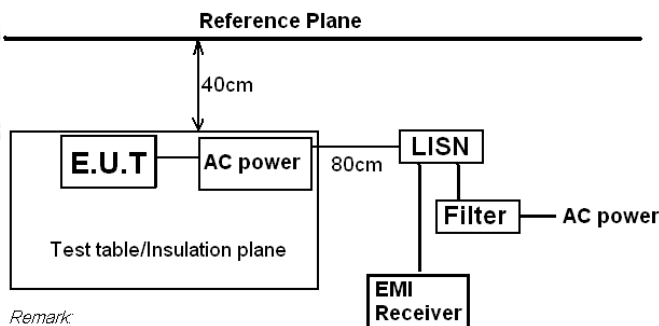 Reference Plane
40cm
E.U.T
AC power
80cm
LISN
Filter
AC power
Test table/Insulation plane
EMI
Receiver
Remark: